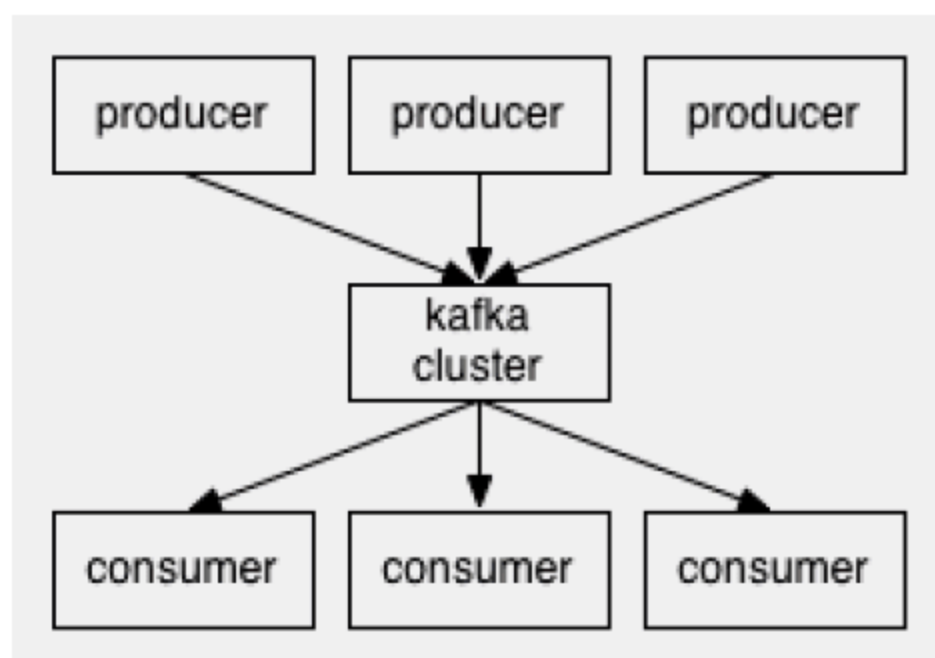 producer
producer
producer
kafka
cluster
consumer
consumer
consumer